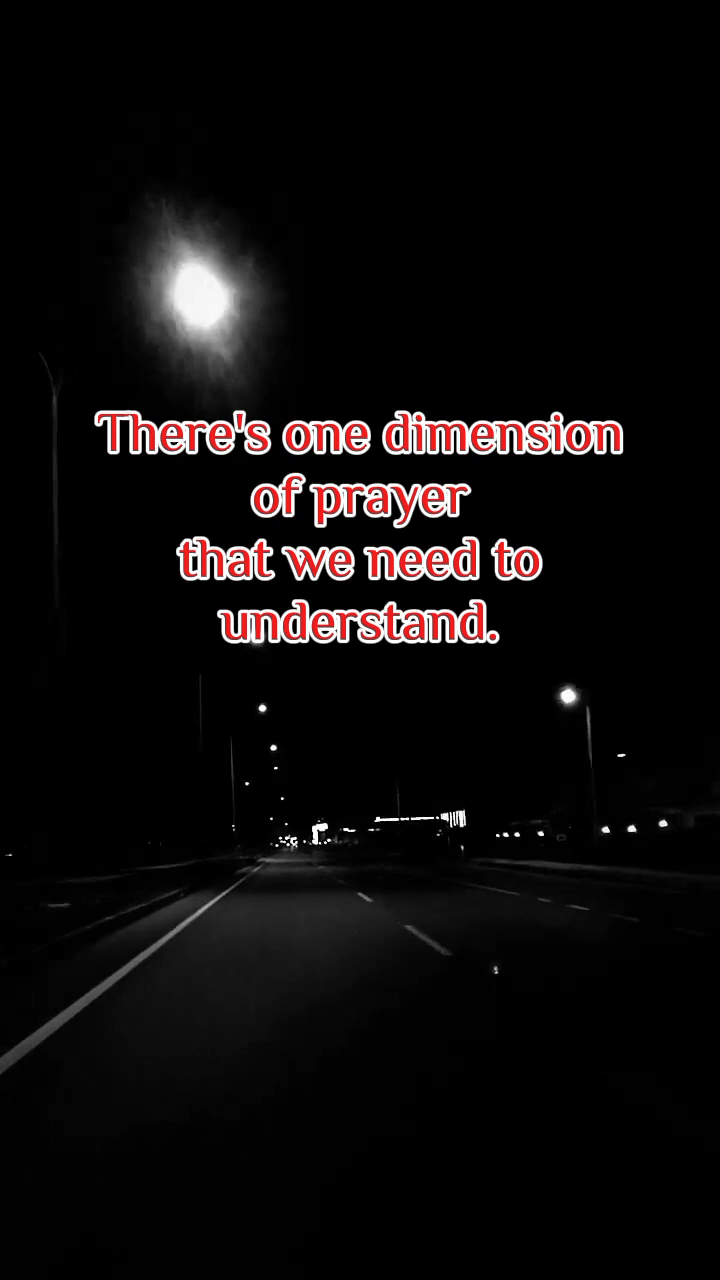 There's one dimension
of prayer
that we need to
understand.